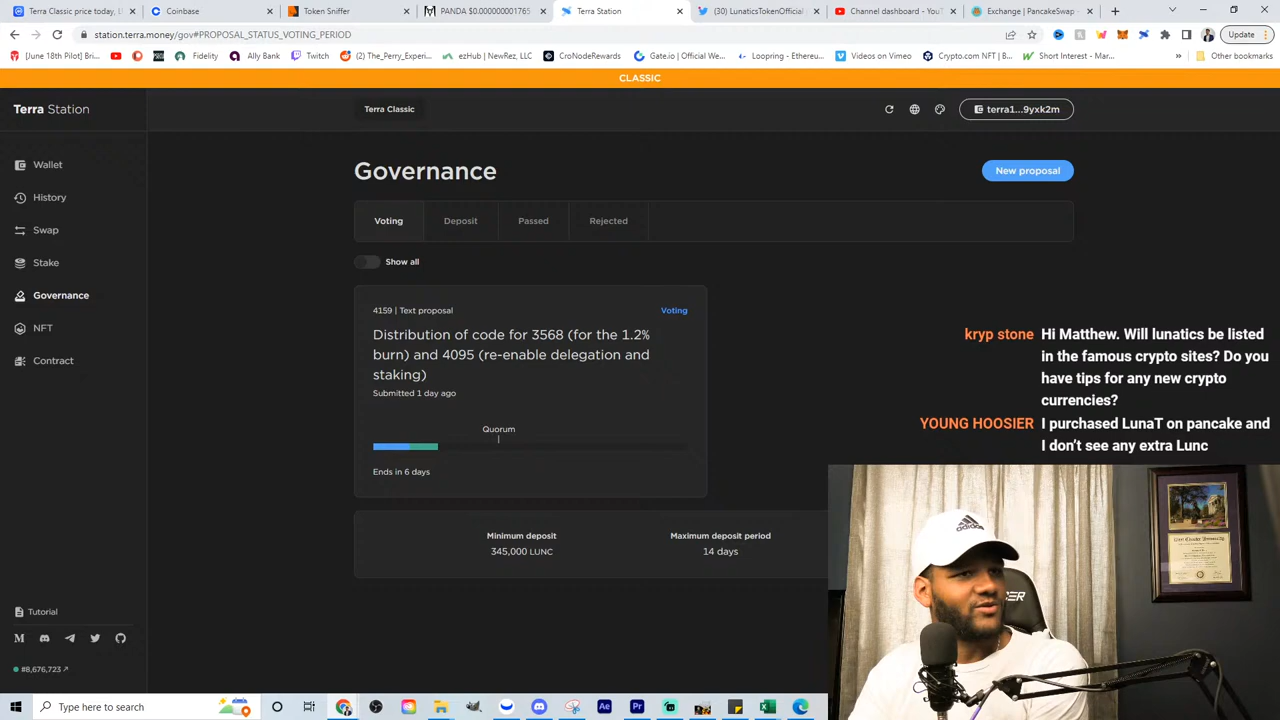 Terra Classic price today, L
Coinbase
Token Sniffer
PANDA $0.000000001765
Terra Station
(30) LunaticsTokenOfficial
Channel dashboard - YouT
Exchange | PancakeSwap -
station.terra.money/gov#PROPOSAL_STATUS_VOTING_PERIOD
Update
[June 18th Pilot] Bri...
Fidelity
Ally Bank
Twitch
(2) The_Perry_Experi...
ezHub | NewRez, LLC
CroNodeRewards
Gate.io | Official We...
Loopring - Ethereu...
Videos on Vimeo
Crypto.com NFT | B...
Short Interest - Mar...
Other bookmarks
CLASSIC
Terra Station
Terra Classic
terra1...9yxk2m
Wallet
History
Swap
Stake
Governance
NFT
Contract
Governance
New proposal
Voting
Deposit
Passed
Rejected
Show all
4159 | Text proposal
Voting
Distribution of code for 3568 (for the 1.2%
burn) and 4095 (re-enable delegation and
staking)
Submitted 1 day ago
Quorum
Ends in 6 days
Minimum deposit
345,000 LUNC
Maximum deposit period
14 days
kryp stone Hi Matthew. Will lunatics be listed
in the famous crypto sites? Do you
have tips for any new crypto
currencies?
YOUNG HOOSIER I purchased LunaT on pancake and
I don't see any extra Lunc
Tutorial
#8,676,723
Type here to search